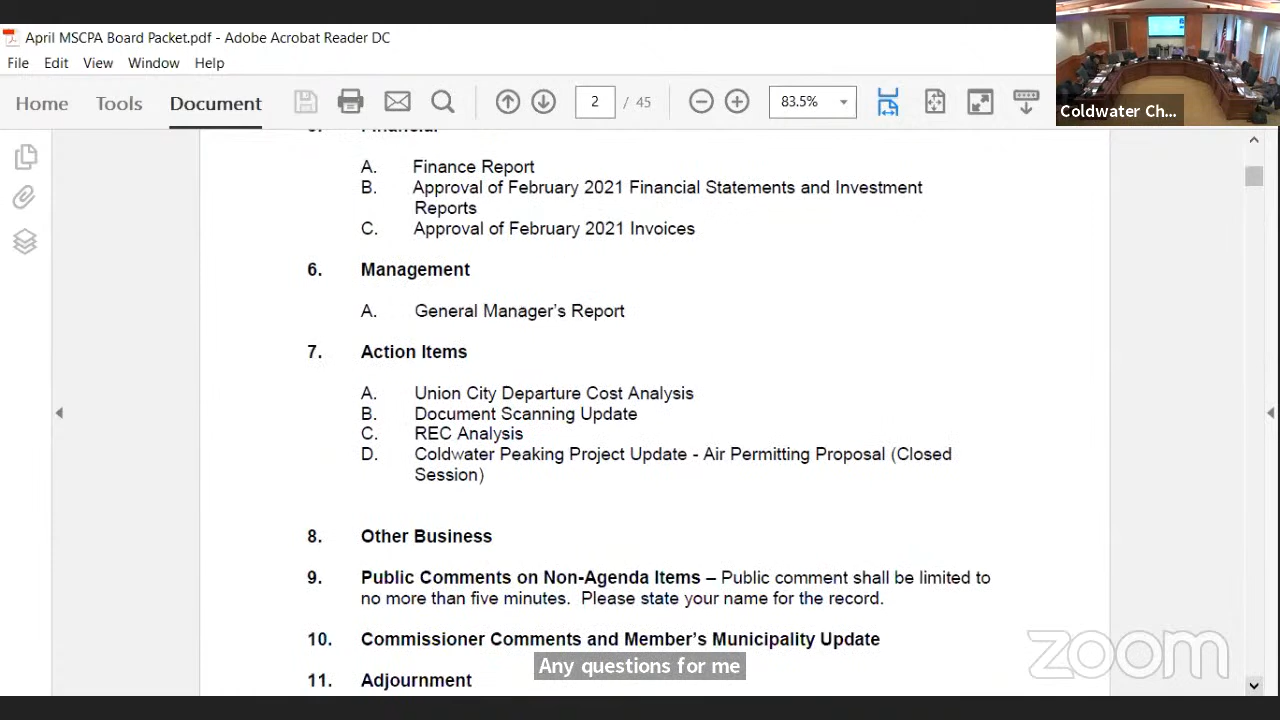 April MSCPA Board Packet.pdf - Adobe Acrobat Reader DC
File Edit View Window Help
Home Tools Document 2 / 45 83.5%
Coldwater Ch...
5. Financial
A. Finance Report
B. Approval of February 2021 Financial Statements and Investment
Reports
C. Approval of February 2021 Invoices
6. Management
A. General Manager's Report
7. Action Items
A. Union City Departure Cost Analysis
B. Document Scanning Update
C. REC Analysis
D. Coldwater Peaking Project Update - Air Permitting Proposal (Closed
Session)
8. Other Business
9. Public Comments on Non-Agenda Items – Public comment shall be limited to
no more than five minutes. Please state your name for the record.
10. Commissioner Comments and Member's Municipality Update
Any questions for me
11. Adjournment
zoom